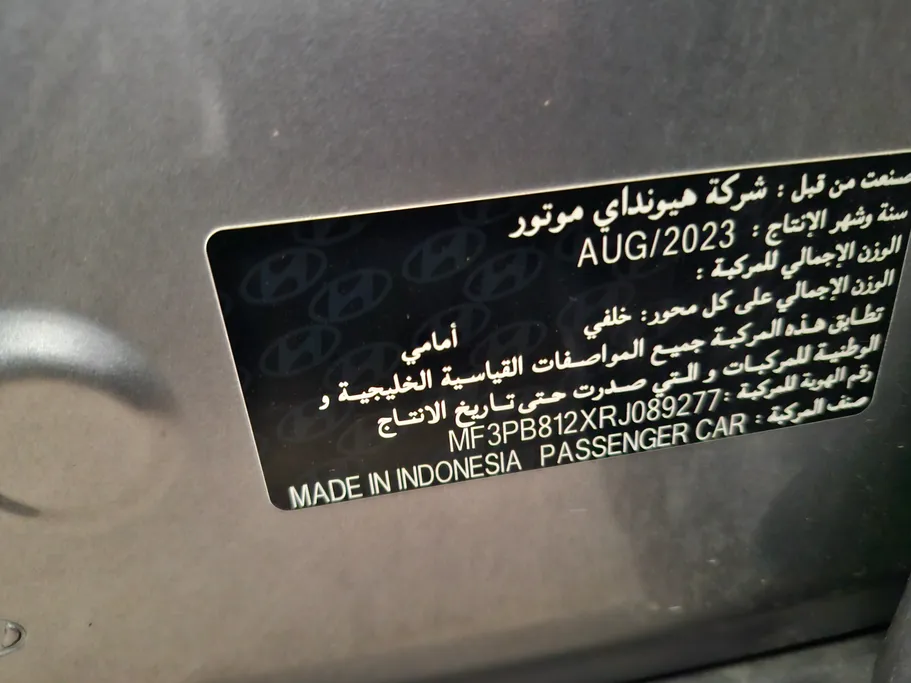 صنعت من قبل : شركة هيونداي موتور
سنة وشهر الإنتاج : AUG/2023
الوزن الإجمالي للمركبة :
الوزن الإجمالي على كل محور: خلفي أمامي
تطابق هذه المركبة جميع المواصفات القياسية الخليجية و
الوطنية للمركبات و التي صدرت حتى تاريخ الانتاج
رقم الهوية للمركبة : MF3PB812XRJ089277
صنف المركبة : PASSENGER CAR
MADE IN INDONESIA